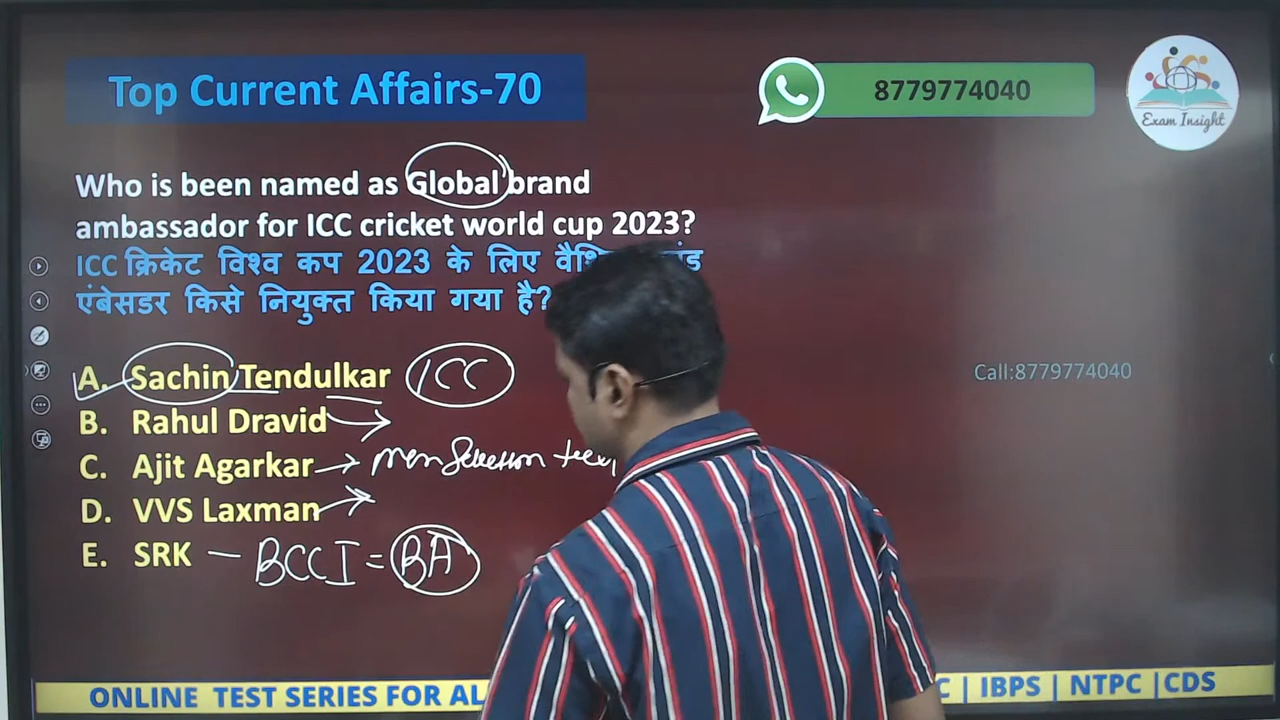 Top Current Affairs-70
8779774040
Exam Insight
Who is been named as Global brand
ambassador for ICC cricket world cup 2023?
ICC क्रिकेट विश्व कप 2023 के लिए
एंबेसडर किसे नियुक्त किया गया है?
A. Sachin Tendulkar ICC
B. Rahul Dravid
C. Ajit Agarkar → men Selection
D. VVS Laxman
E. SRK - BCCI = BA
Call:8779774040
ONLINE TEST SERIES FOR | IBPS | NTPC |CDS